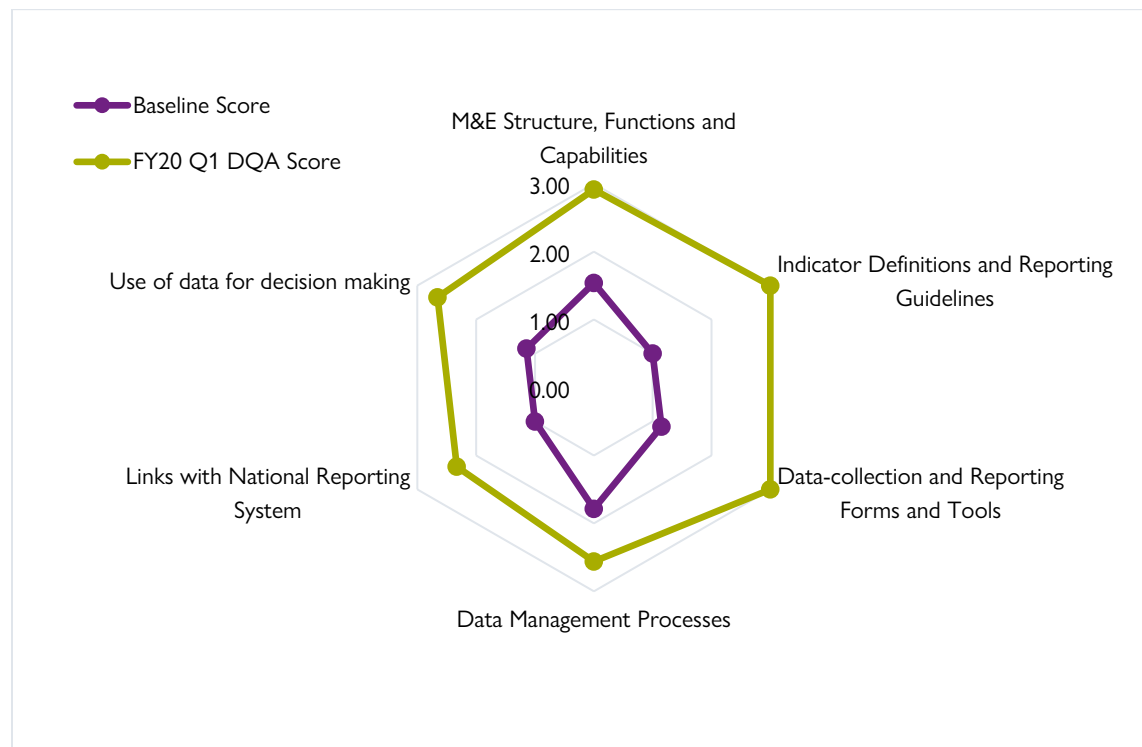 Baseline Score
FY20 Q1 DQA Score
M&E Structure, Functions and
Capabilities
3.00
2.00
1.00
0.00
Indicator Definitions and Reporting
Guidelines
Use of data for decision making
Links with National Reporting
System
Data-collection and Reporting
Forms and Tools
Data Management Processes